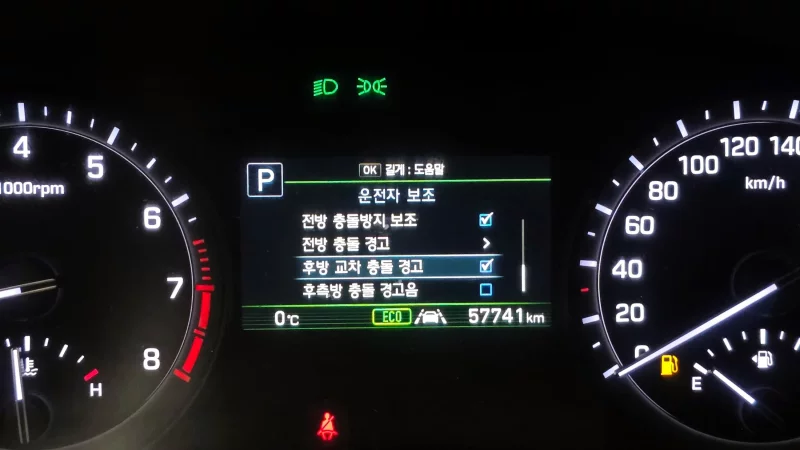 OK 길게 : 도움말
P
운전자 보조
전방 충돌방지 보조
전방 충돌 경고
후방 교차 충돌 경고
후측방 충돌 경고음
0℃
ECO
57741 km
4
5
6
7
8
1000rpm
H
0
20
40
60
80
100
120
140
km/h
E